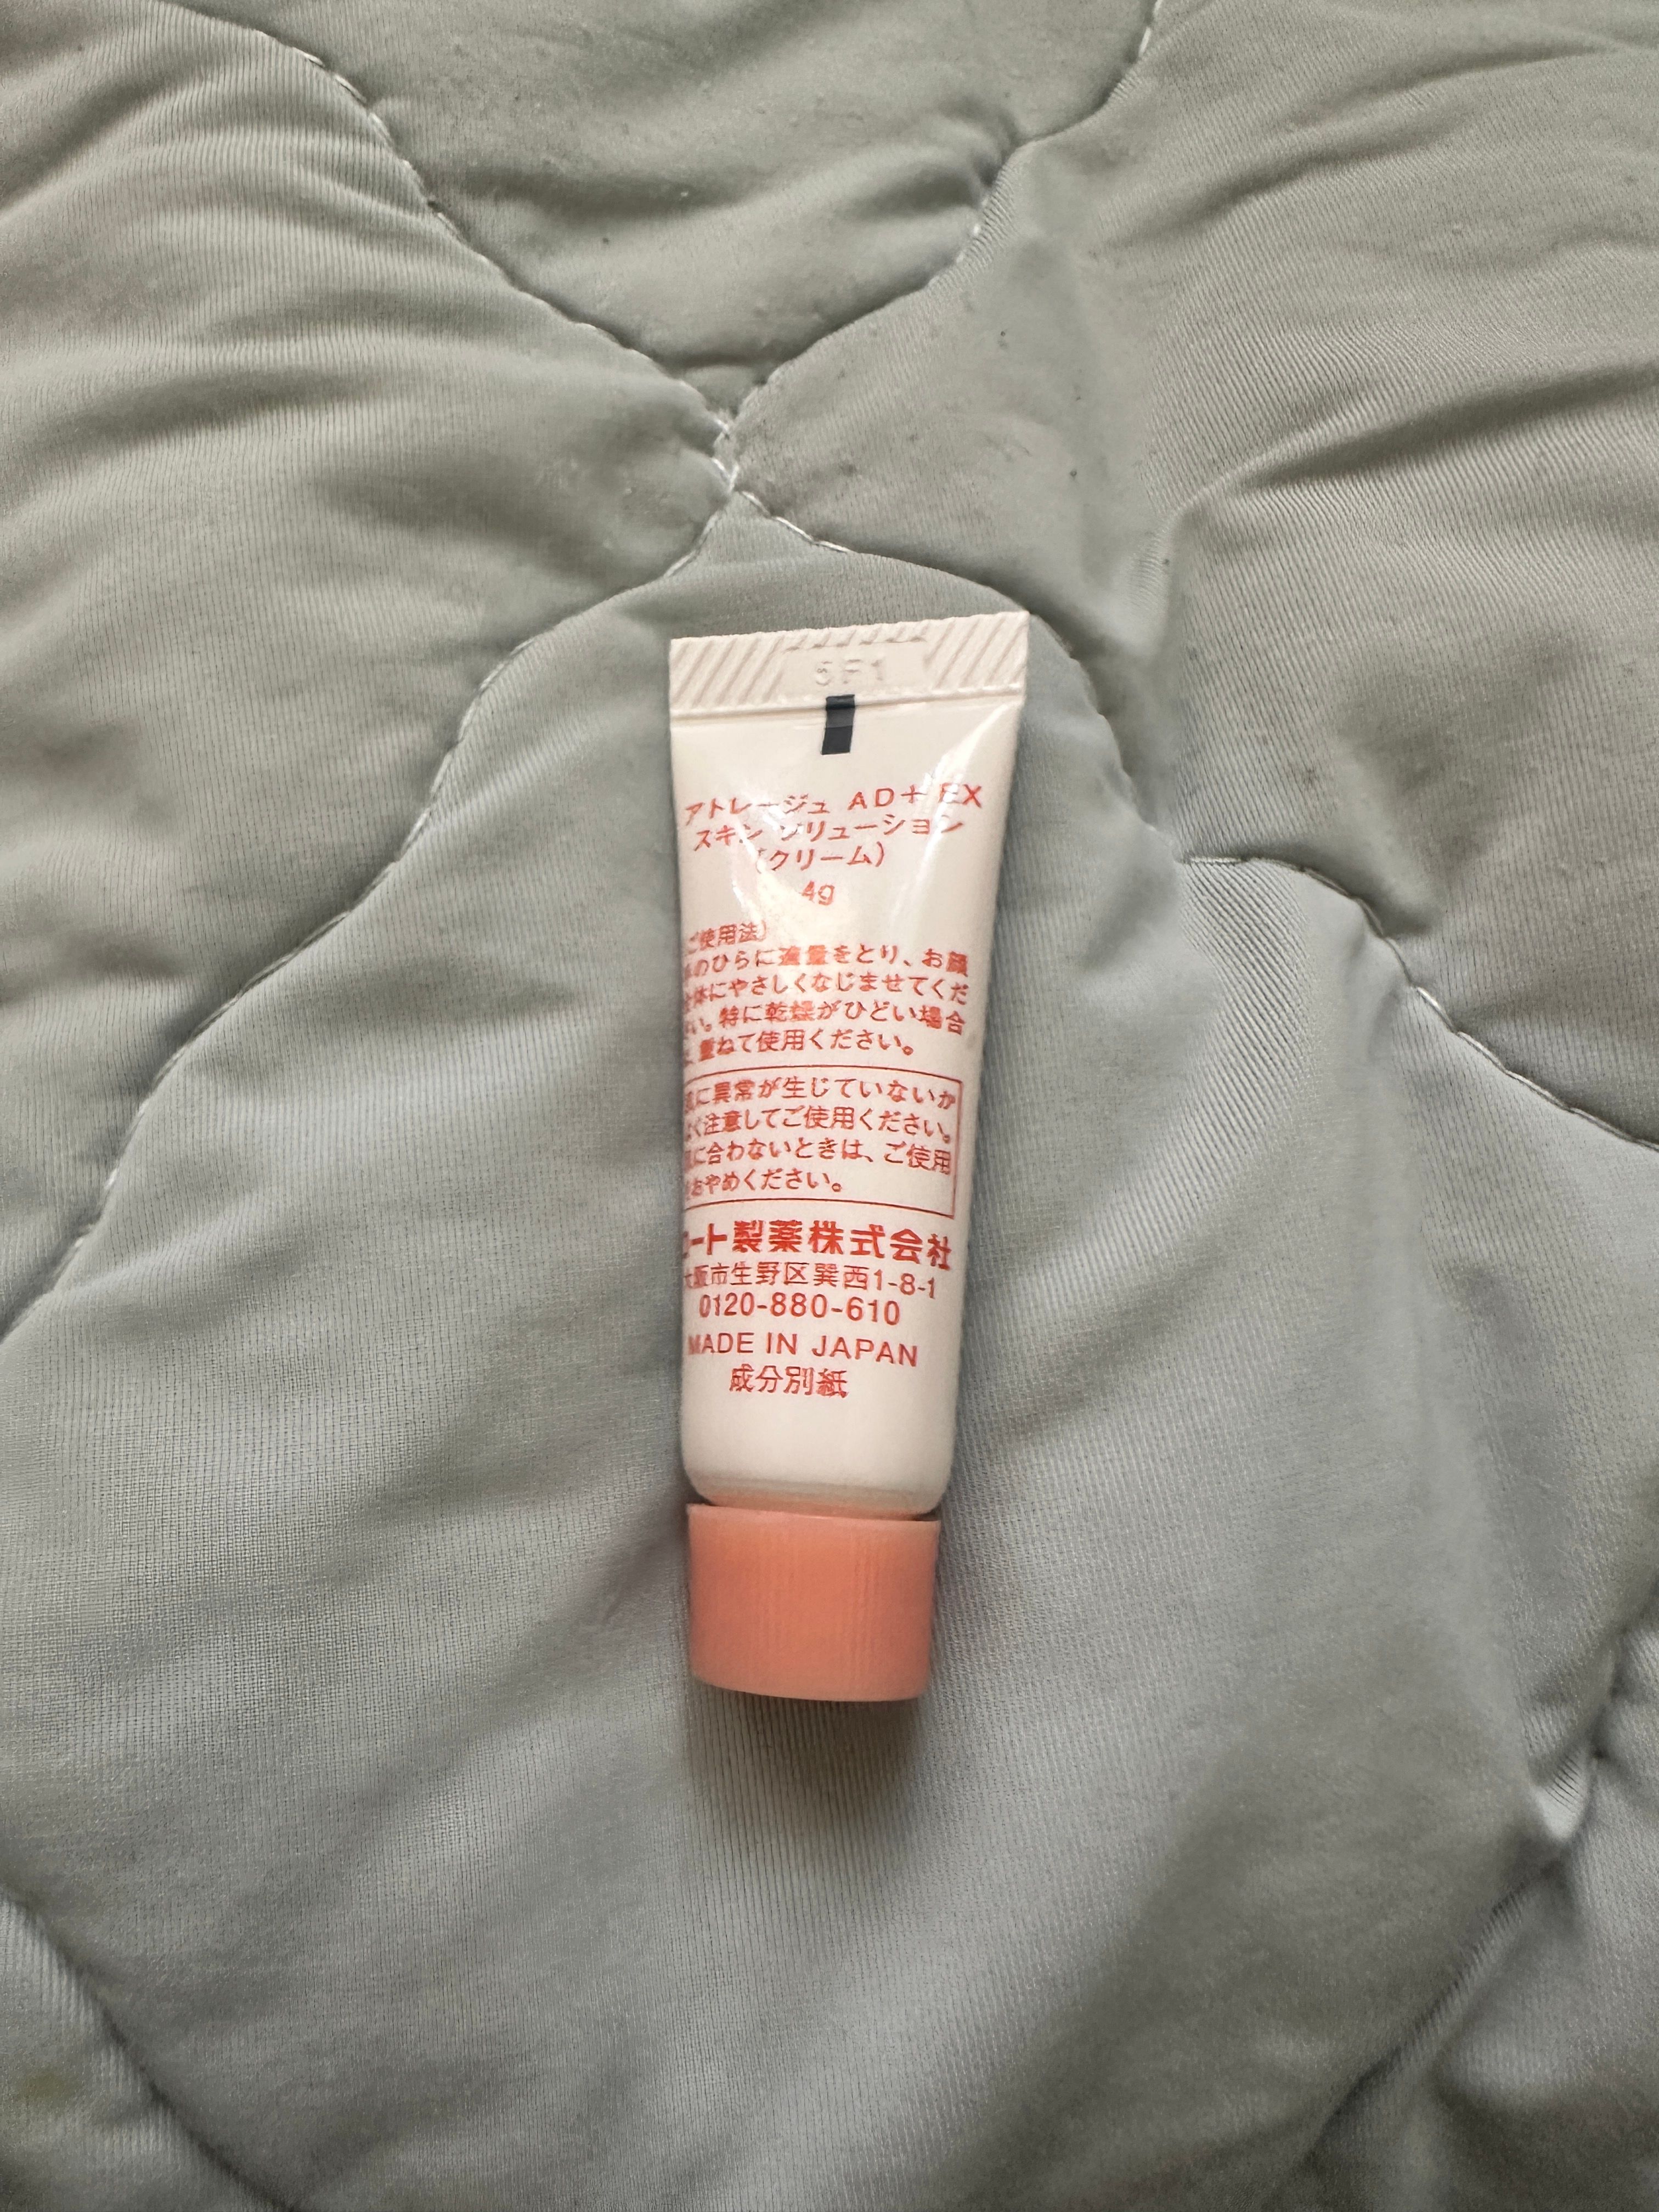 6F1
アトレージュ AD＋ EX
スキン ソリューション
(クリーム)
4g
ご使用法)
のひらに適量をとり、お顔
体にやさしくなじませてくだ
い。特に乾燥がひどい場合
、重ねて使用ください。
に異常が生じていないか
く注意してご使用ください。
に合わないときは、ご使用
おやめください。
ート製薬株式会社
大阪市生野区巽西1-8-1
0120-880-610
MADE IN JAPAN
成分別紙